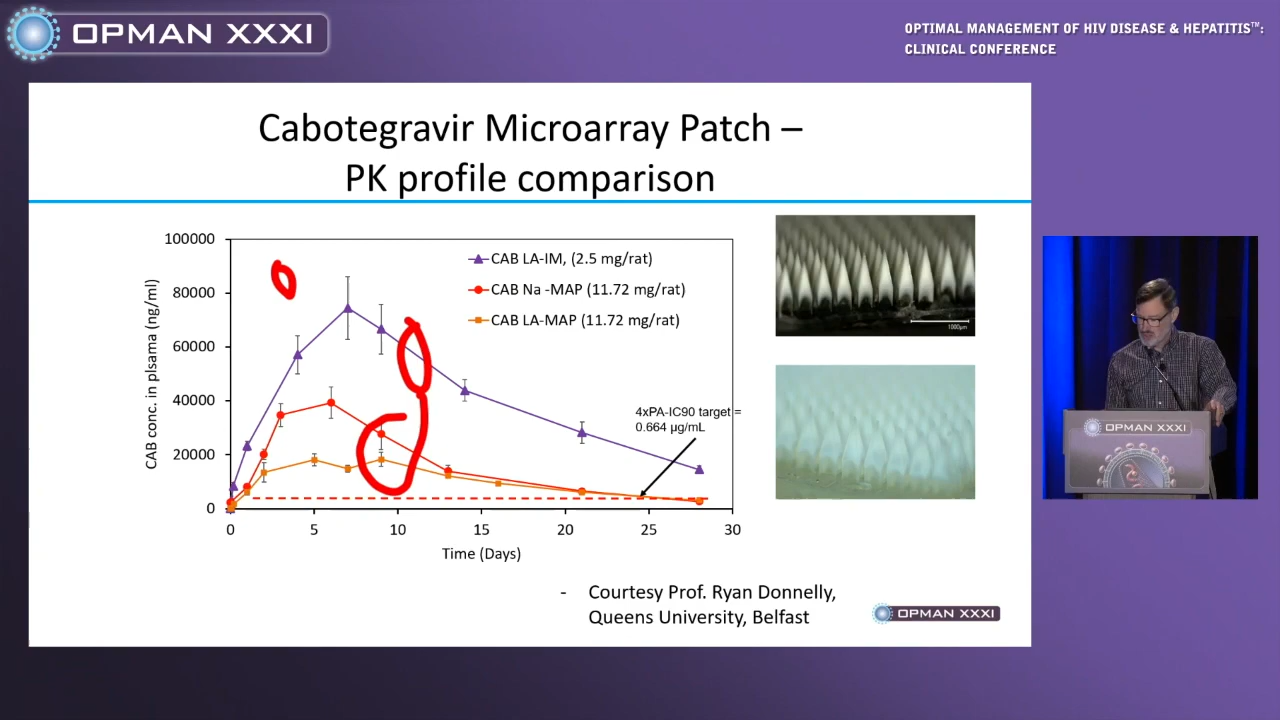 OPMAN XXXI
OPTIMAL MANAGEMENT OF HIV DISEASE & HEPATITIS™:
CLINICAL CONFERENCE
Cabotegravir Microarray Patch –
PK profile comparison
100000
80000
60000
40000
20000
0
CAB conc. in plsama (ng/ml)
CAB LA-IM, (2.5 mg/rat)
CAB Na -MAP (11.72 mg/rat)
CAB LA-MAP (11.72 mg/rat)
4xPA-IC90 target =
0.664 µg/mL
0 5 10 15 20 25 30
Time (Days)
1000µm
- Courtesy Prof. Ryan Donnelly,
Queens University, Belfast
OPMAN XXXI
OPMAN XXXI